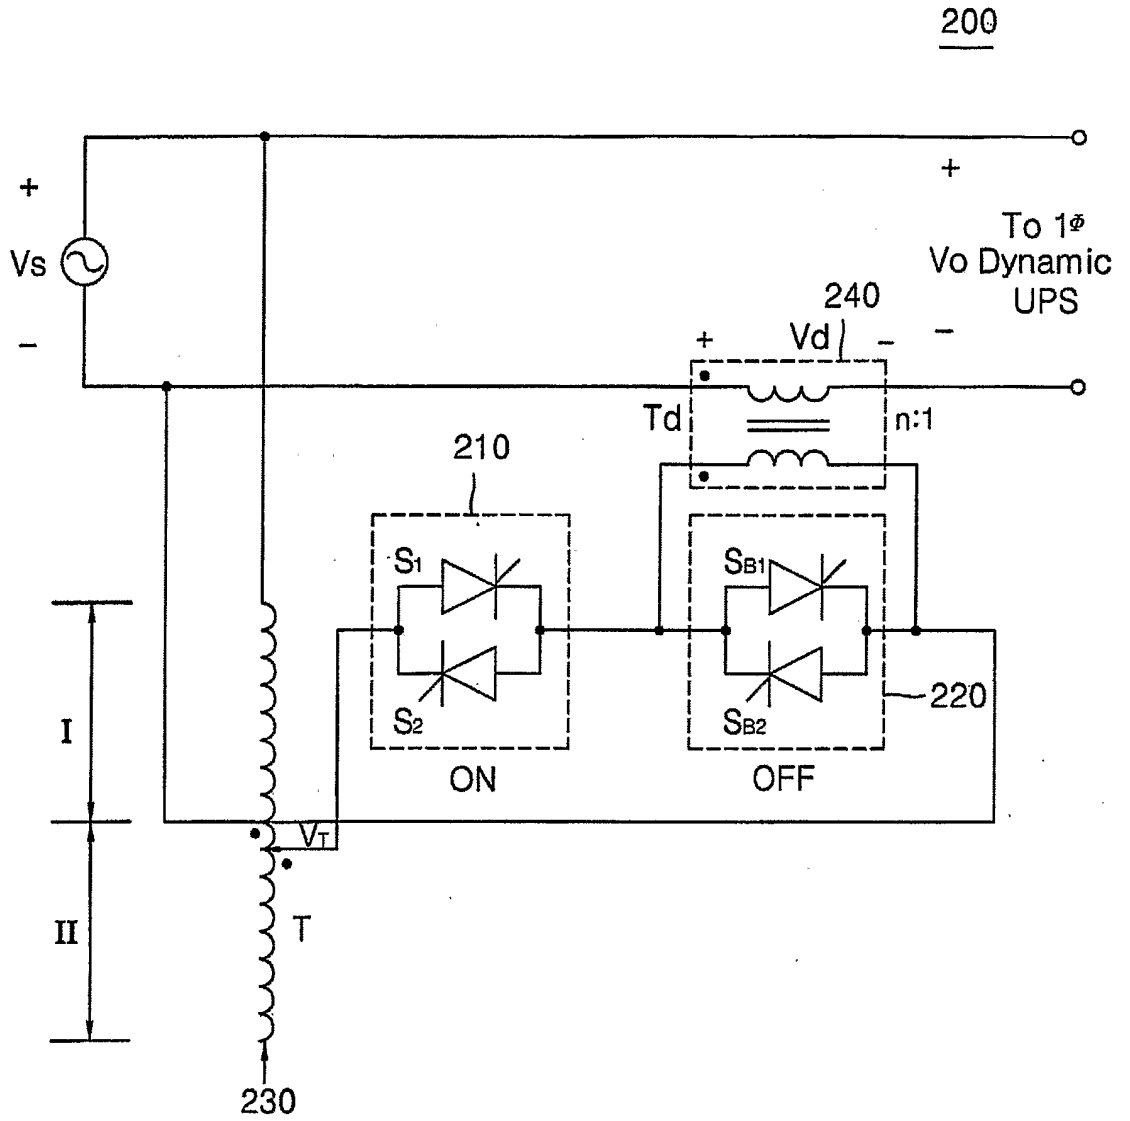 200
+
Vs
−
+
To 1Φ
Vo Dynamic
UPS
−
240
+ Vd −
Td
n:1
210
S1
S2
ON
SB1
SB2
OFF
220
I
II
VT
T
230